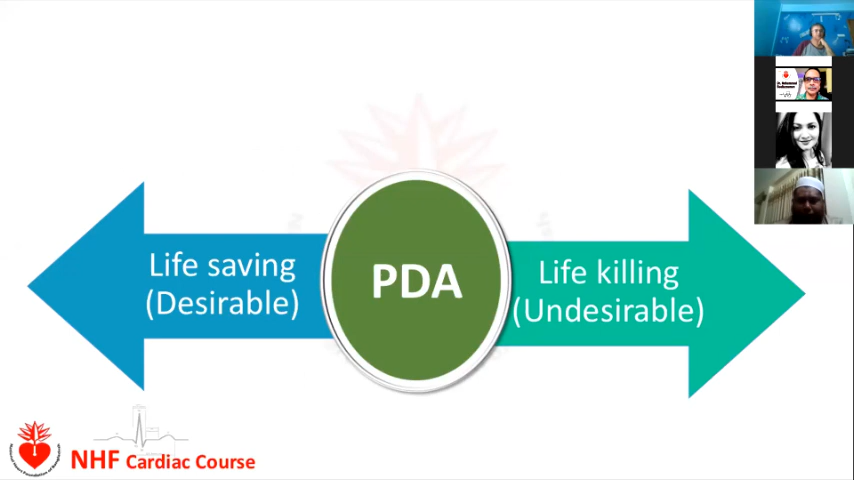 Life saving
(Desirable)
PDA
Life killing
(Undesirable)
NHF Cardiac Course